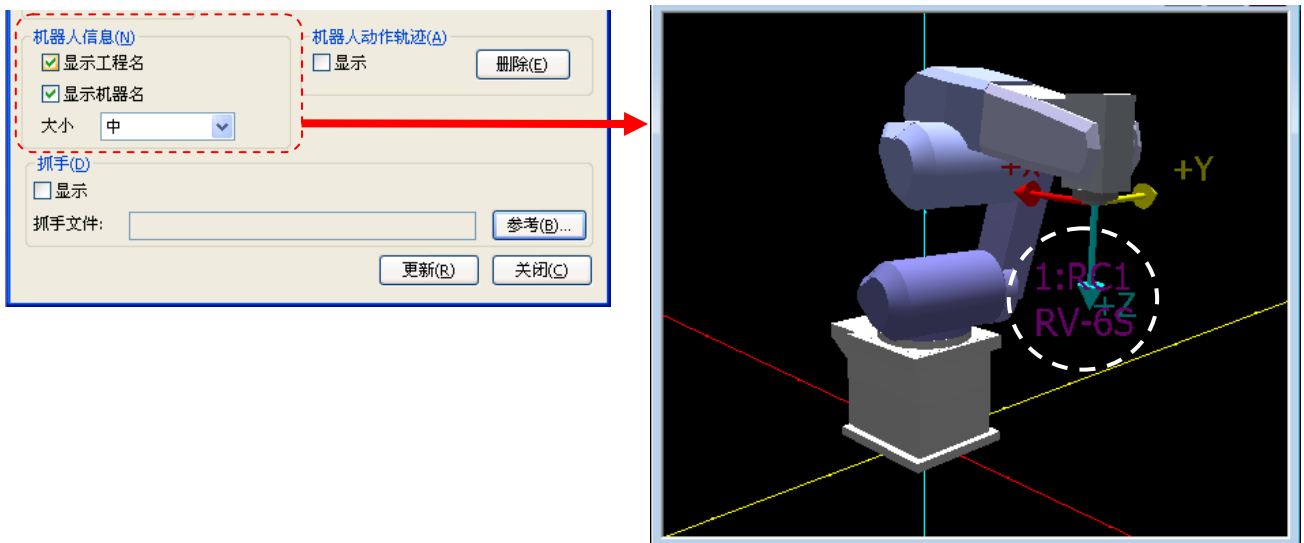 机器人信息(N)
显示工程名
显示机器名
大小 中
机器人动作轨迹(A)
显示 删除(E)
抓手(D)
显示
抓手文件: 参考(B)...
更新(R) 关闭(C)
+X
+Y
1:RC1
+Z
RV-6S